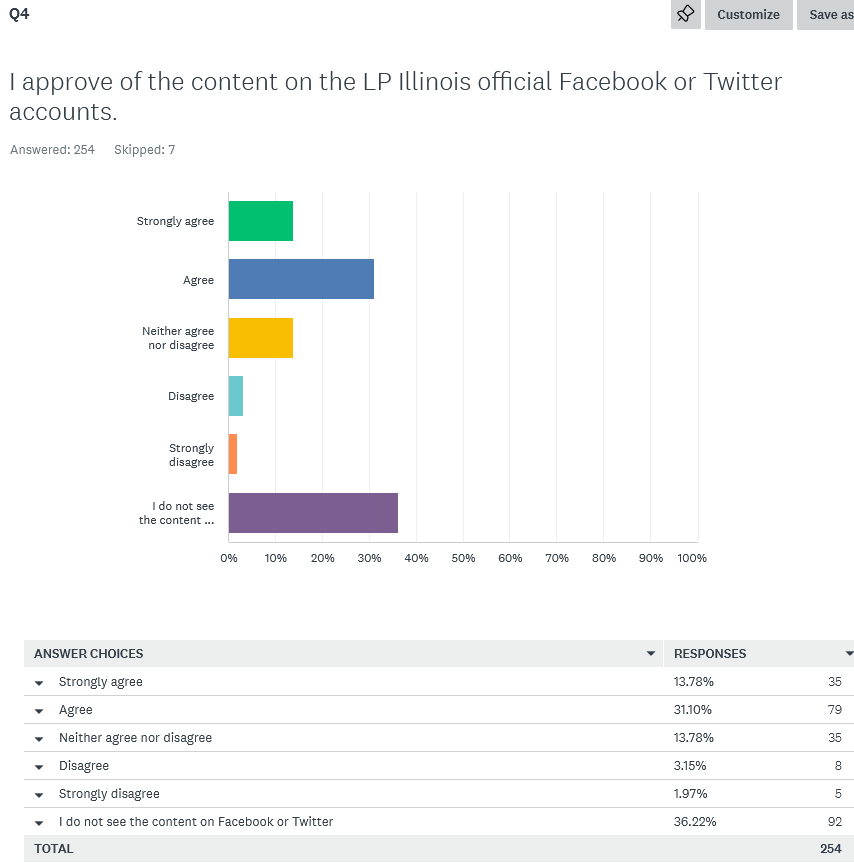 Q4
Customize
Save as
I approve of the content on the LP Illinois official Facebook or Twitter
accounts.
Answered: 254 Skipped: 7
Strongly agree
Agree
Neither agree
nor disagree
Disagree
Strongly
disagree
I do not see
the content ...
0% 10% 20% 30% 40% 50% 60% 70% 80% 90% 100%
ANSWER CHOICES RESPONSES
Strongly agree 13.78% 35
Agree 31.10% 79
Neither agree nor disagree 13.78% 35
Disagree 3.15% 8
Strongly disagree 1.97% 5
I do not see the content on Facebook or Twitter 36.22% 92
TOTAL 254